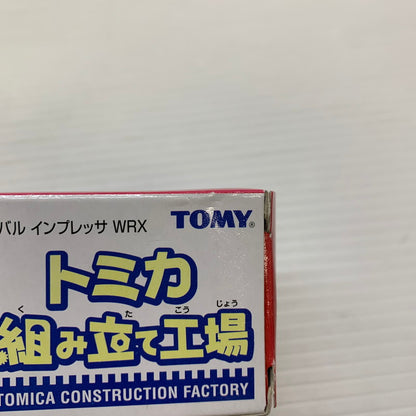 バル インプレッサ WRX TOMY®
トミカ
く た こうじょう
組み立て工場
TOMICA CONSTRUCTION FACTORY